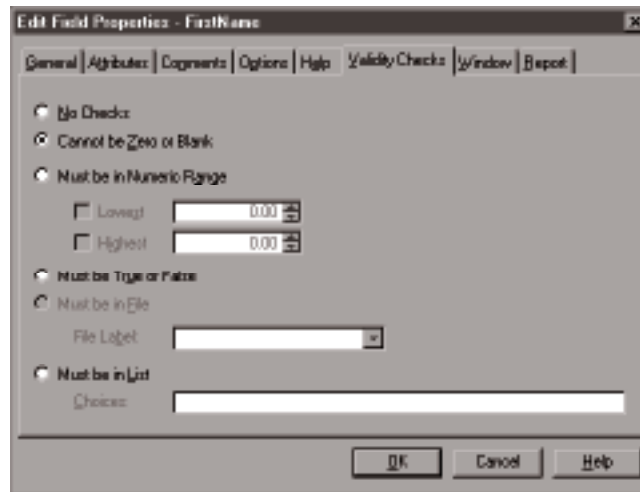 Edit Field Properties - FirstName
General Attributes Comments Options Help Validity Checks Window Report
No Checks
Cannot be Zero or Blank
Must be in Numeric Range
Lowest 0.00
Highest 0.00
Must be True or False
Must be in File
File Label:
Must be in List
Choices:
OK Cancel Help